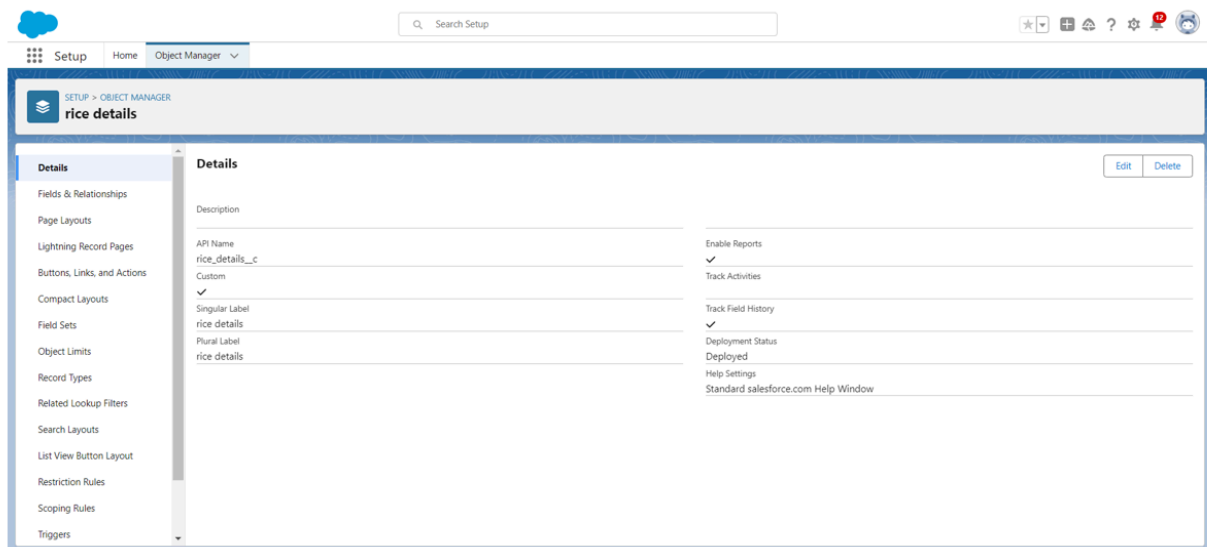 Search Setup
12
Setup
Home
Object Manager
SETUP > OBJECT MANAGER
rice details
Details
Fields & Relationships
Page Layouts
Lightning Record Pages
Buttons, Links, and Actions
Compact Layouts
Field Sets
Object Limits
Record Types
Related Lookup Filters
Search Layouts
List View Button Layout
Restriction Rules
Scoping Rules
Triggers
Details
Edit
Delete
Description
API Name
rice_details__c
Custom
Singular Label
rice details
Plural Label
rice details
Enable Reports
Track Activities
Track Field History
Deployment Status
Deployed
Help Settings
Standard salesforce.com Help Window